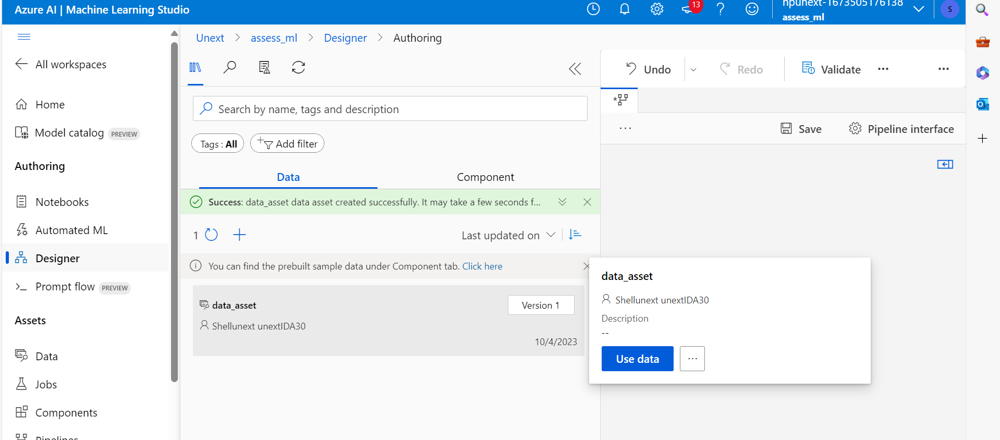 Azure AI | Machine Learning Studio
13
npunext-1673505176138
assess_ml
S
All workspaces
Home
Model catalog PREVIEW
Authoring
Notebooks
Automated ML
Designer
Prompt flow PREVIEW
Assets
Data
Jobs
Components
Pipelines
Unext > assess_ml > Designer > Authoring
Search by name, tags and description
Tags : All
Add filter
Data
Component
Success: data_asset data asset created successfully. It may take a few seconds f...
1
Last updated on
You can find the prebuilt sample data under Component tab. Click here
data_asset
Version 1
Shellunext unextIDA30
10/4/2023
Undo
Redo
Validate
Save
Pipeline interface
data_asset
Shellunext unextIDA30
Description
--
Use data